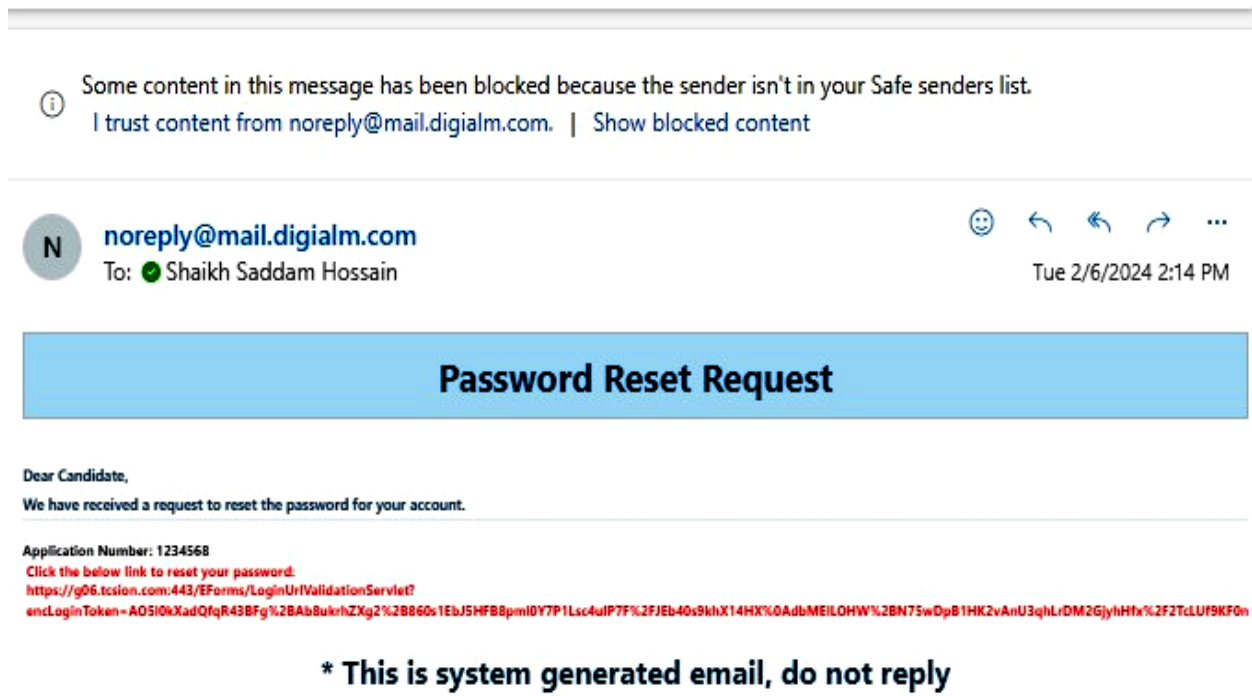 Some content in this message has been blocked because the sender isn't in your Safe senders list.
I trust content from noreply@mail.digialm.com. | Show blocked content
N
noreply@mail.digialm.com
To: Shaikh Saddam Hossain
Tue 2/6/2024 2:14 PM
Password Reset Request
Dear Candidate,
We have received a request to reset the password for your account.
Application Number: 1234568
Click the below link to reset your password:
https://g06.tcsion.com:443/EForms/LoginUrlValidationServlet?
* This is system generated email, do not reply